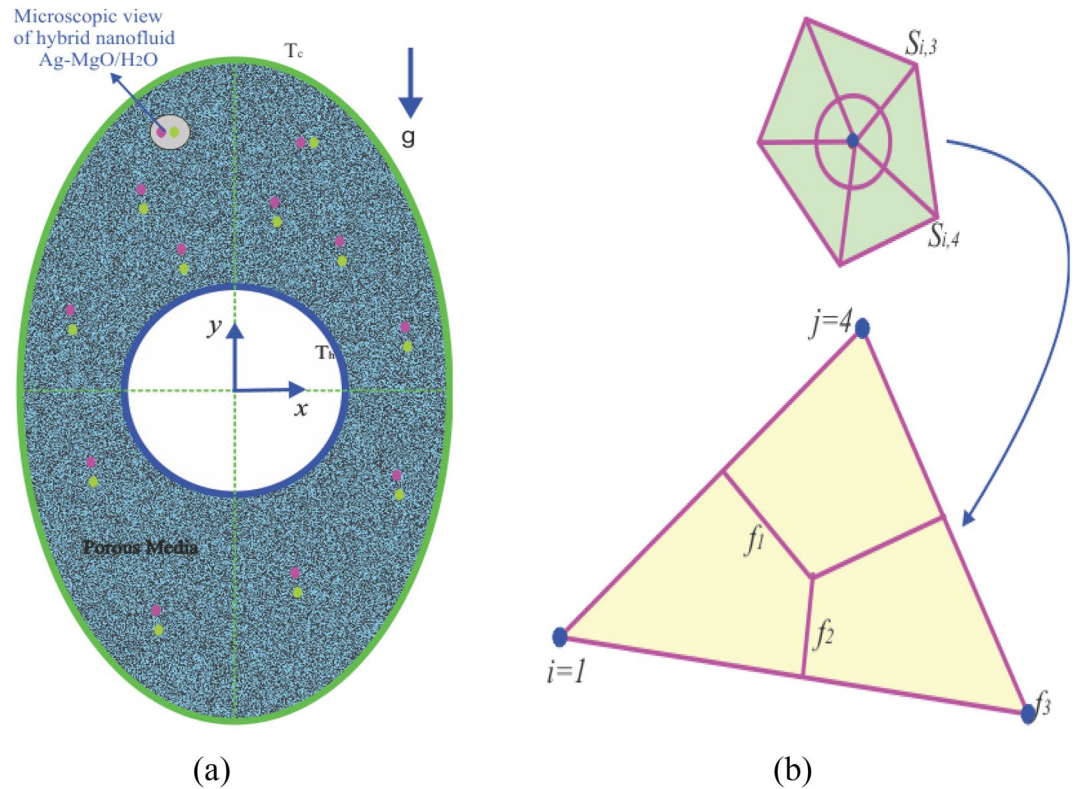 Microscopic view
of hybrid nanofluid
Ag-MgO/H2O
Tc
g
y
Th
x
Porous Media
(a)
Si,3
Si,4
j=4
f1
f2
i=1
f3
(b)